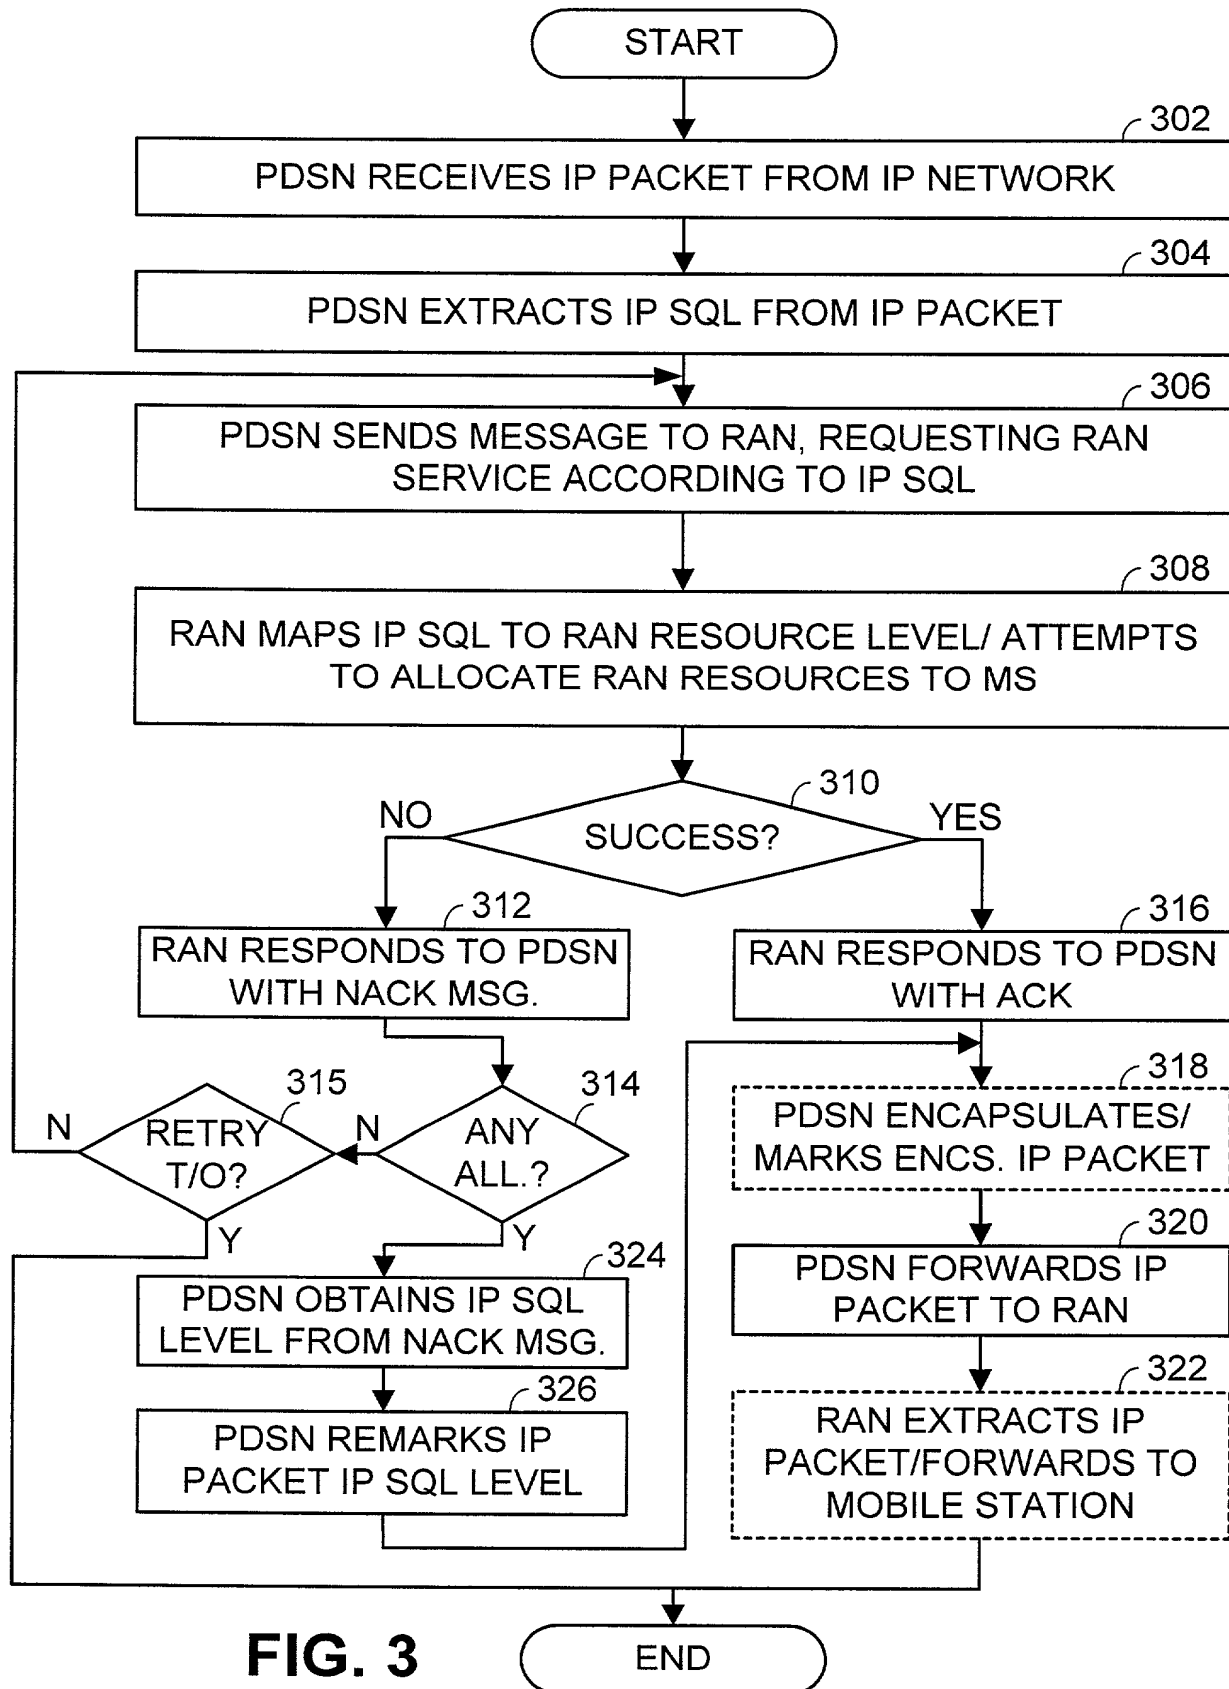 START
302
PDSN RECEIVES IP PACKET FROM IP NETWORK
304
PDSN EXTRACTS IP SQL FROM IP PACKET
306
PDSN SENDS MESSAGE TO RAN, REQUESTING RAN
SERVICE ACCORDING TO IP SQL
308
RAN MAPS IP SQL TO RAN RESOURCE LEVEL/ ATTEMPTS
TO ALLOCATE RAN RESOURCES TO MS
310
NO
SUCCESS?
YES
312
RAN RESPONDS TO PDSN
WITH NACK MSG.
316
RAN RESPONDS TO PDSN
WITH ACK
315
N
RETRY
T/O?
Y
314
N
ANY
ALL.?
Y
318
PDSN ENCAPSULATES/
MARKS ENCS. IP PACKET
324
PDSN OBTAINS IP SQL
LEVEL FROM NACK MSG.
320
PDSN FORWARDS IP
PACKET TO RAN
326
PDSN REMARKS IP
PACKET IP SQL LEVEL
322
RAN EXTRACTS IP
PACKET/FORWARDS TO
MOBILE STATION
FIG. 3
END